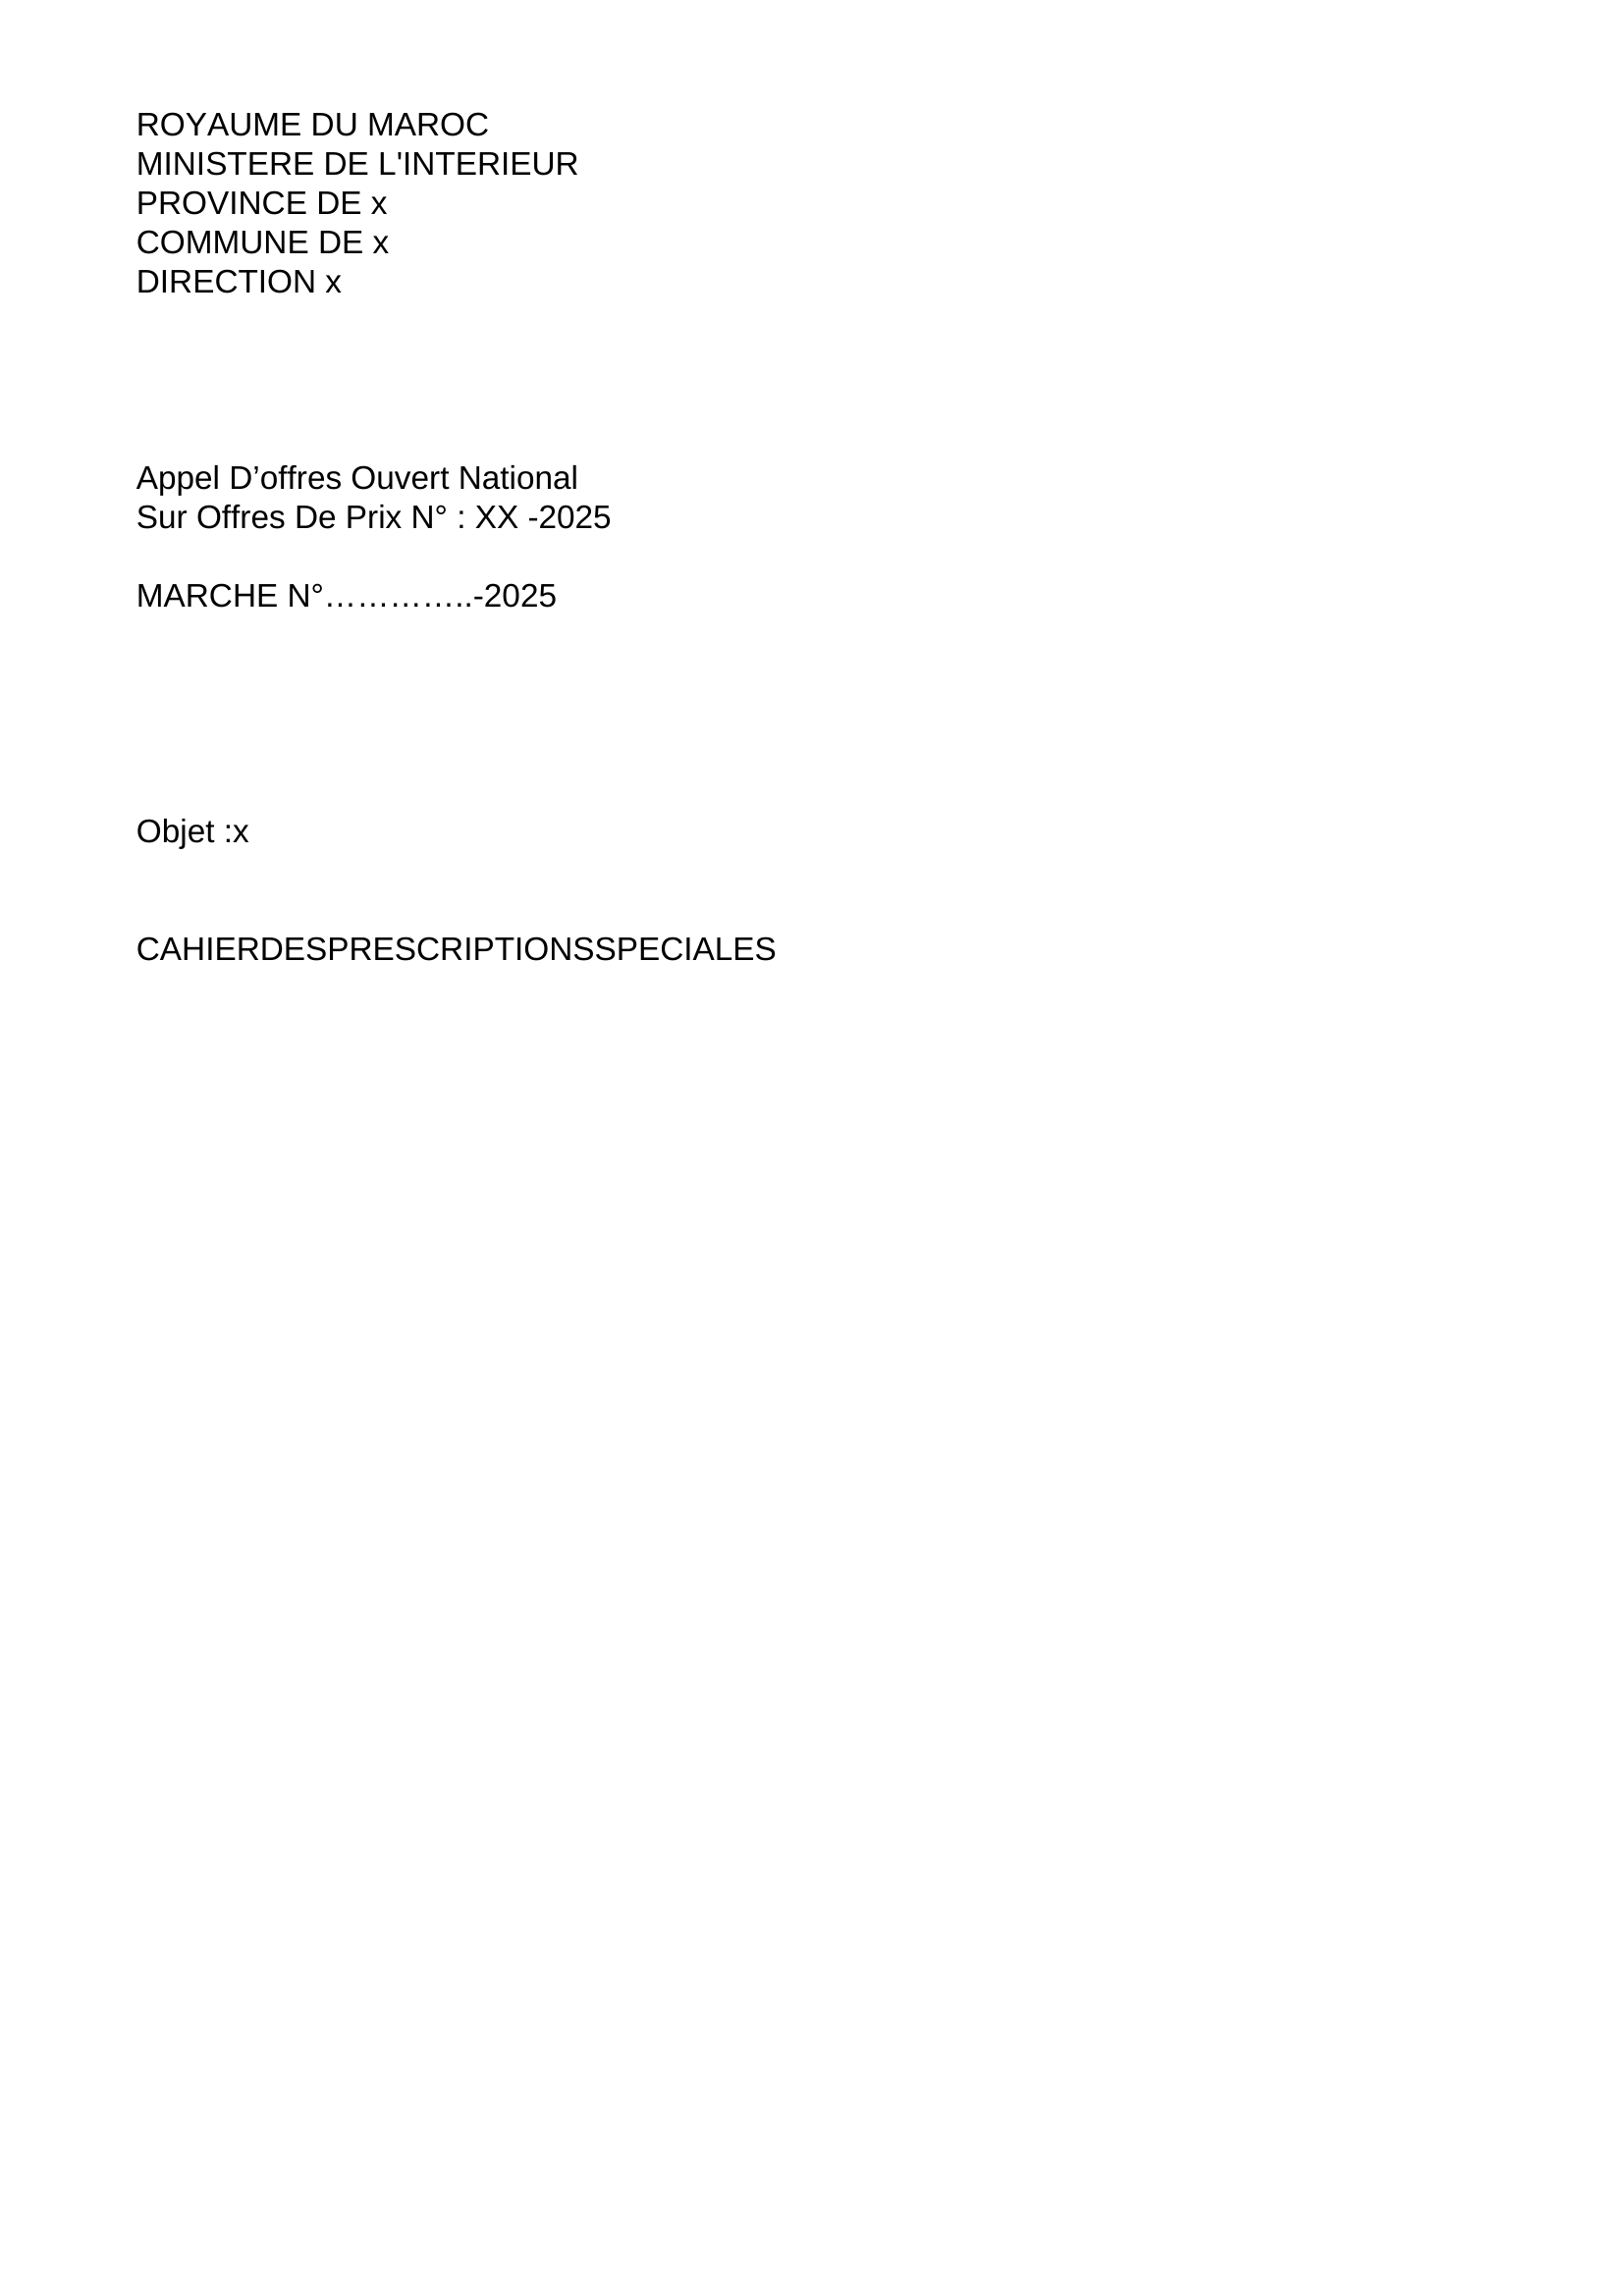 ROYAUME DU MAROC
MINISTERE DE L'INTERIEUR
PROVINCE DE x
COMMUNE DE x
DIRECTION x
Appel D’offres Ouvert National
Sur Offres De Prix N° : XX -2025
MARCHE N°…………..-2025
Objet :x
CAHIERDESPRESCRIPTIONSSPECIALES